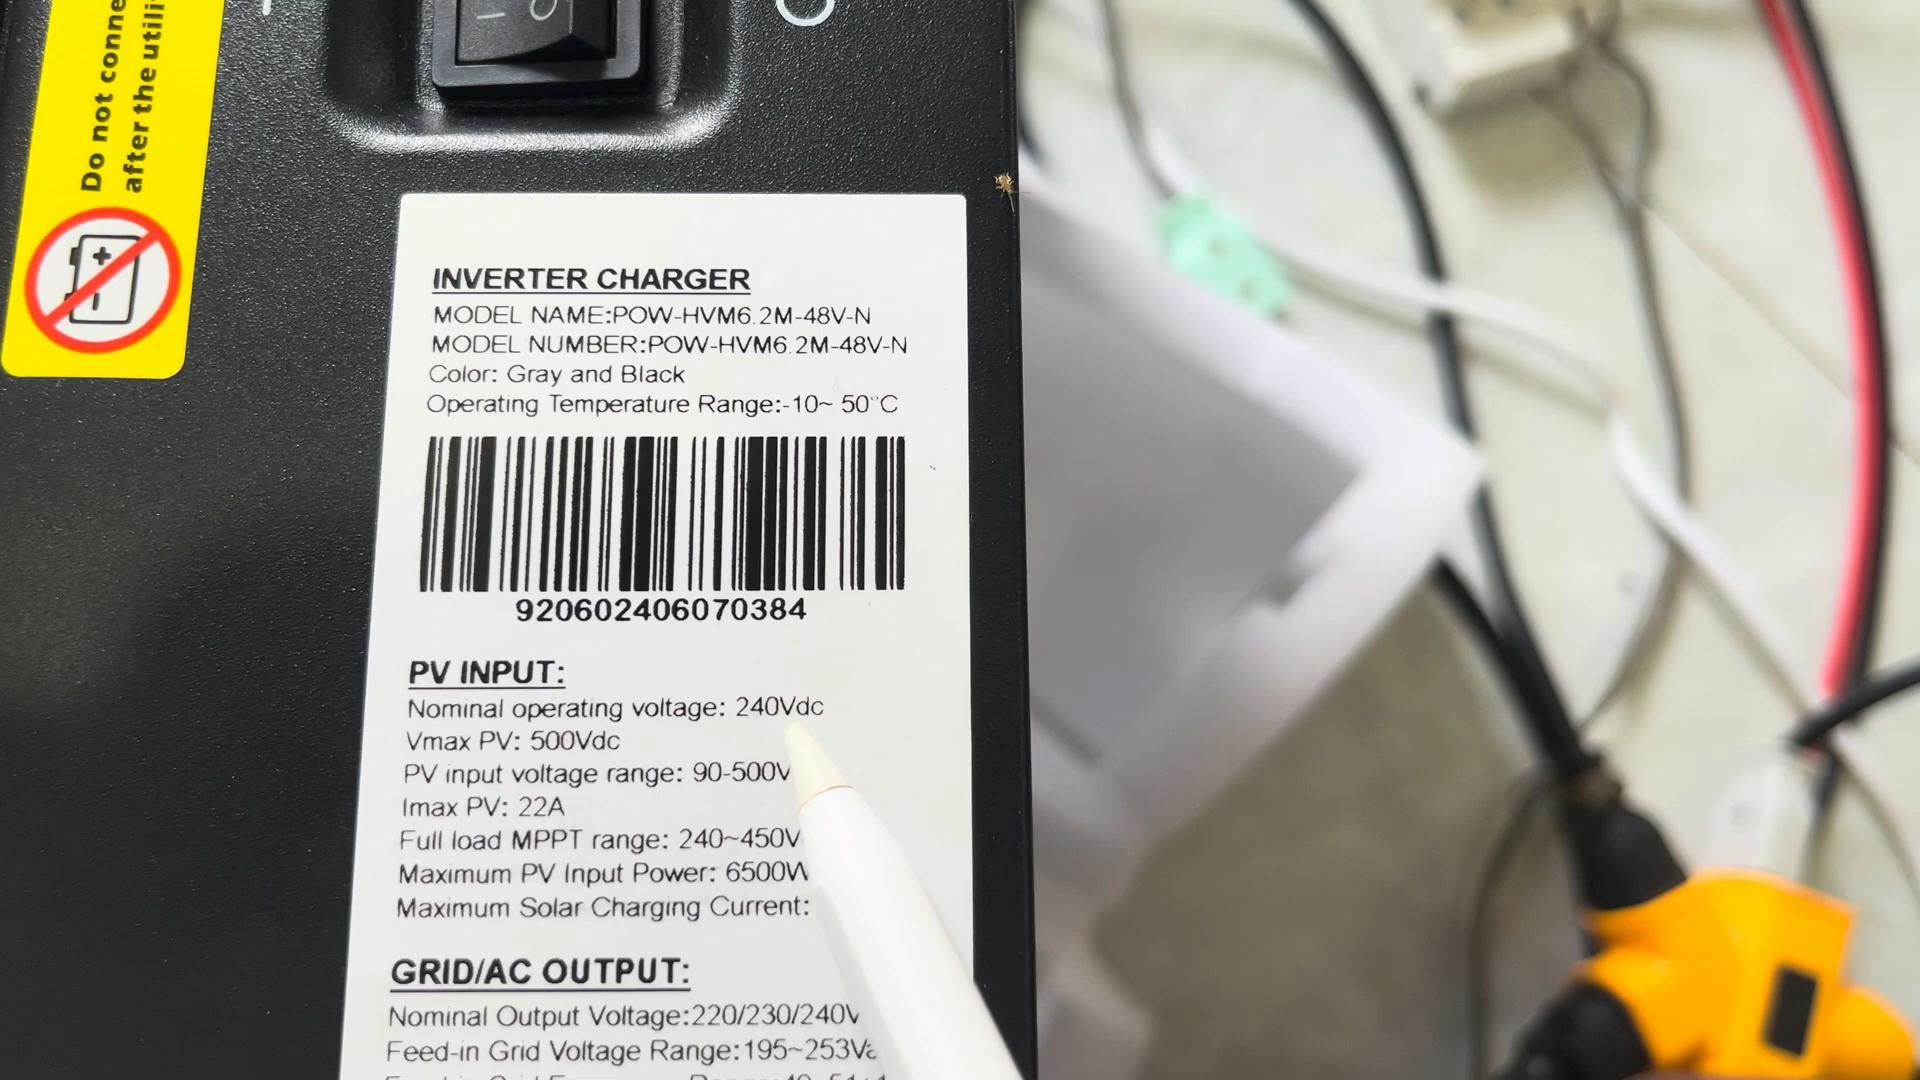 Do not conne
after the utili
INVERTER CHARGER
MODEL NAME:POW-HVM6.2M-48V-N
MODEL NUMBER:POW-HVM6.2M-48V-N
Color: Gray and Black
Operating Temperature Range:-10~ 50°C
920602406070384
PV INPUT:
Nominal operating voltage: 240Vdc
Vmax PV: 500Vdc
PV input voltage range: 90-500V
Imax PV: 22A
Full load MPPT range: 240~450V
Maximum PV Input Power: 6500W
Maximum Solar Charging Current:
GRID/AC OUTPUT:
Nominal Output Voltage:220/230/240V
Feed-in Grid Voltage Range:195~253Va